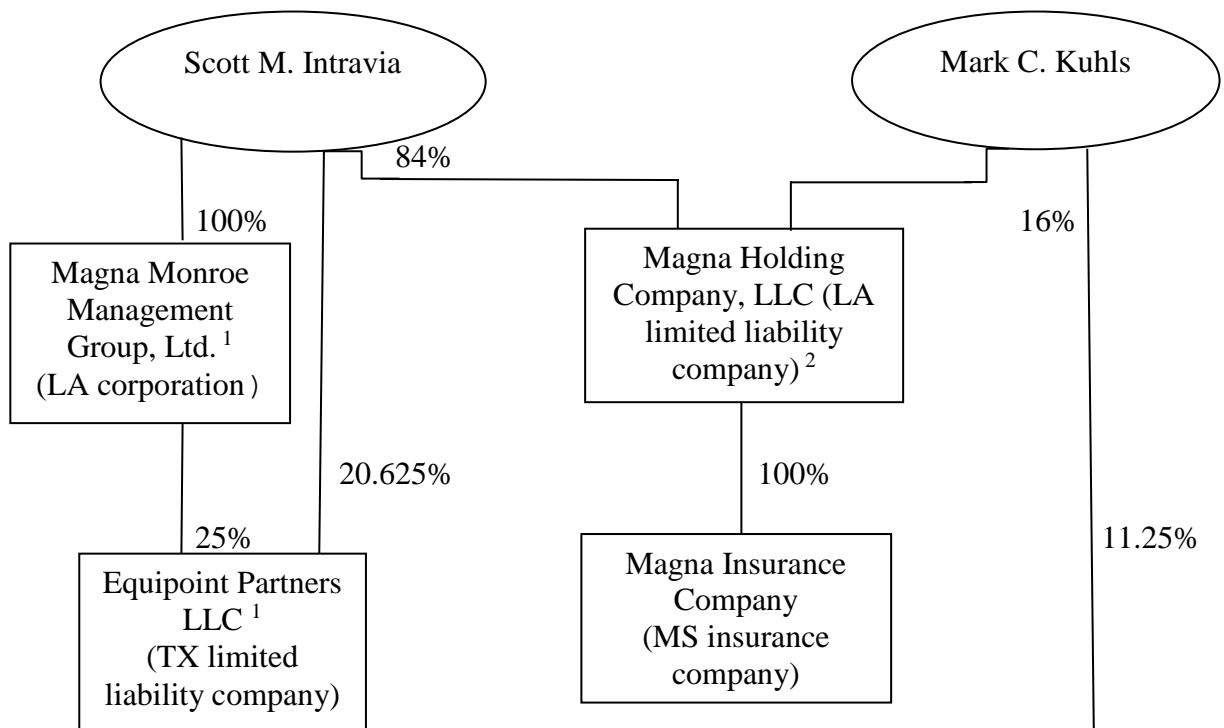 Scott M. Intravia
Mark C. Kuhls
84%
100%
16%
Magna Monroe
Management
Group, Ltd. 1
(LA corporation)
Magna Holding
Company, LLC (LA
limited liability
company) 2
20.625%
100%
25%
11.25%
Equipoint Partners
LLC 1
(TX limited
liability company)
Magna Insurance
Company
(MS insurance
company)